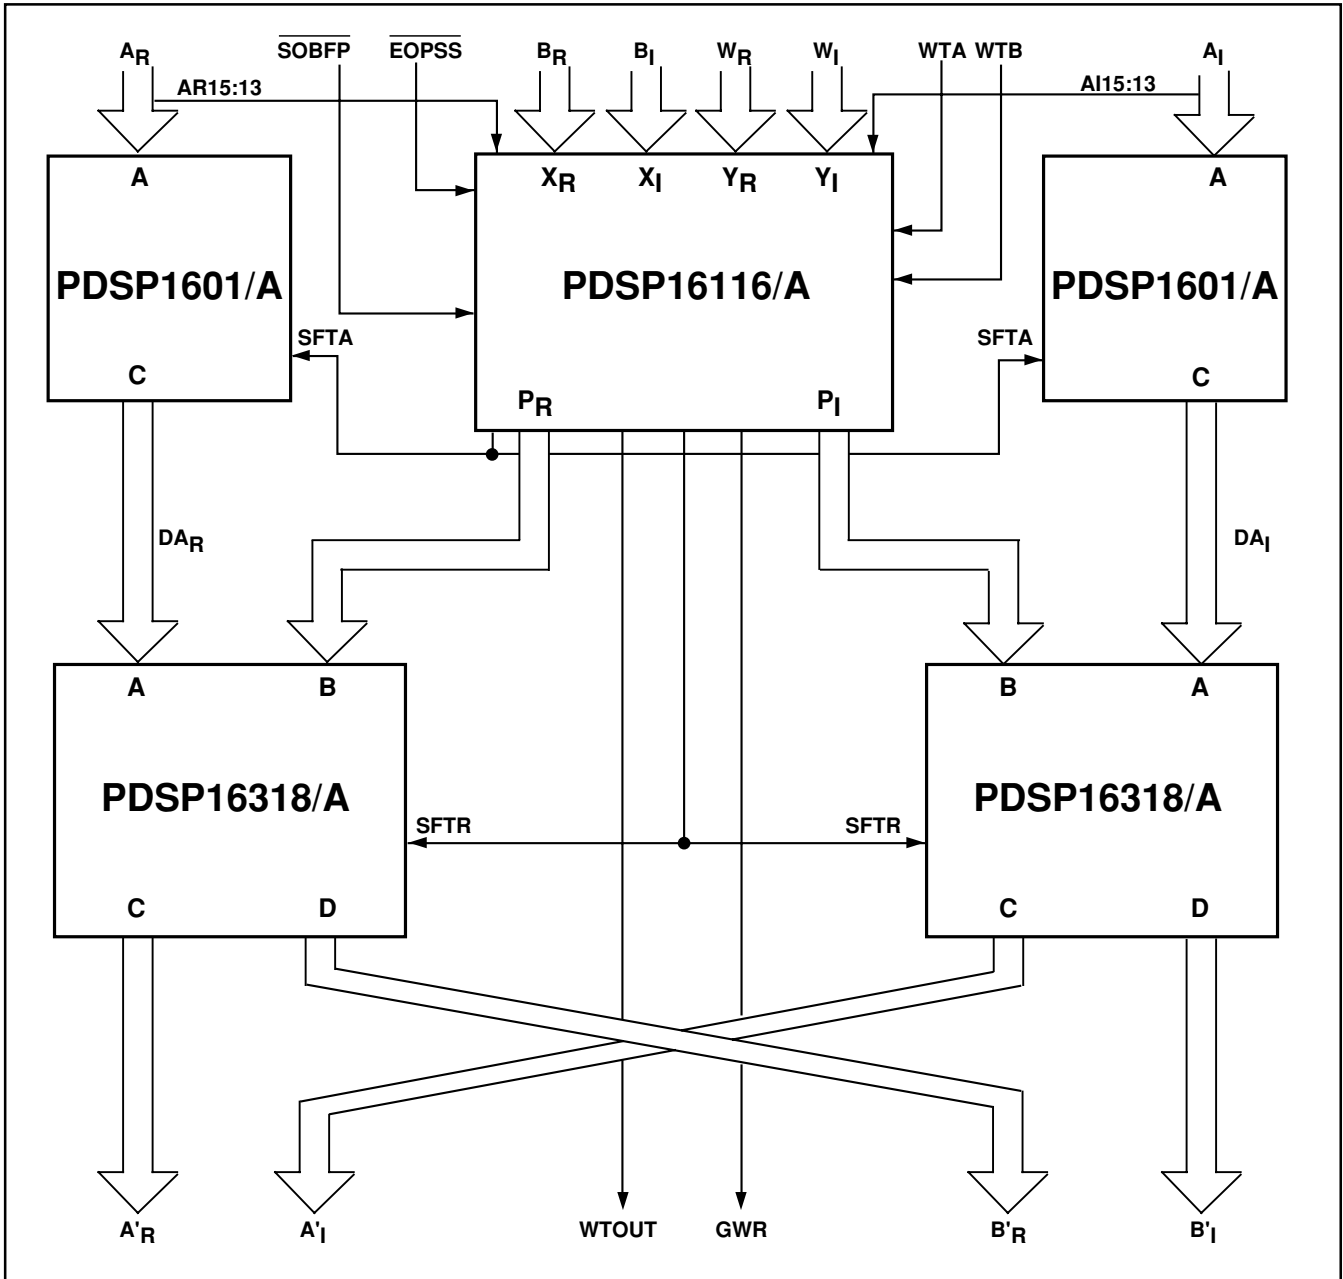 AR SOBFP EOPSS BR BI WR WI WTA WTB AI
AR15:13 AI15:13
A XR XI YR YI A
PDSP1601/A PDSP16116/A PDSP1601/A
SFTA SFTA
C PR PI C
DAR DAI
A B B A
PDSP16318/A PDSP16318/A
SFTR SFTR
C D C D
A'R A'I WTOUT GWR B'R B'I